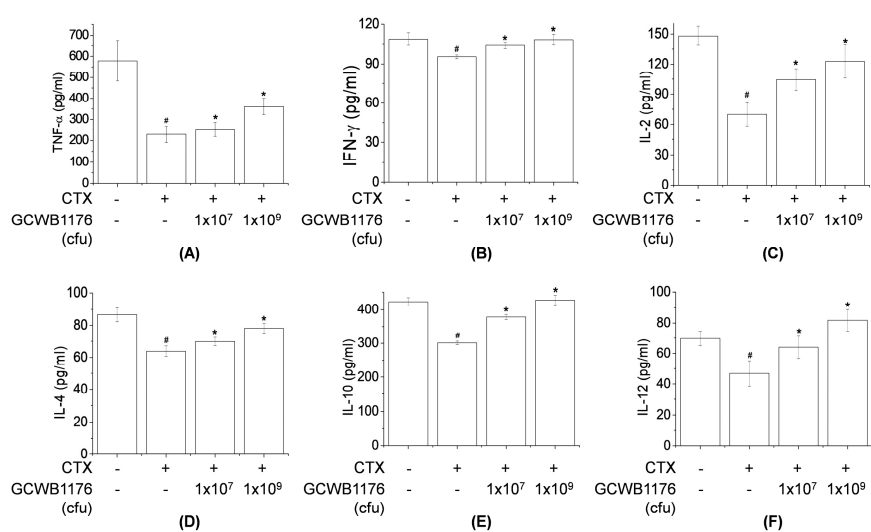 700
600
500
400
300
200
100
0
TNF-α (pg/ml)
#
*
*
CTX - + + +
GCWB1176 - - 1x10⁷ 1x10⁹
(cfu)
(A)
120
90
60
30
0
IFN-γ (pg/ml)
#
*
*
CTX - + + +
GCWB1176 - - 1x10⁷ 1x10⁹
(cfu)
(B)
150
120
90
60
30
0
IL-2 (pg/ml)
#
*
*
CTX - + + +
GCWB1176 - - 1x10⁷ 1x10⁹
(cfu)
(C)
100
80
60
40
20
0
IL-4 (pg/ml)
#
*
*
CTX - + + +
GCWB1176 - - 1x10⁷ 1x10⁹
(cfu)
(D)
400
300
200
100
0
IL-10 (pg/ml)
#
*
*
CTX - + + +
GCWB1176 - - 1x10⁷ 1x10⁹
(cfu)
(E)
100
80
60
40
20
0
IL-12 (pg/ml)
#
*
*
CTX - + + +
GCWB1176 - - 1x10⁷ 1x10⁹
(cfu)
(F)